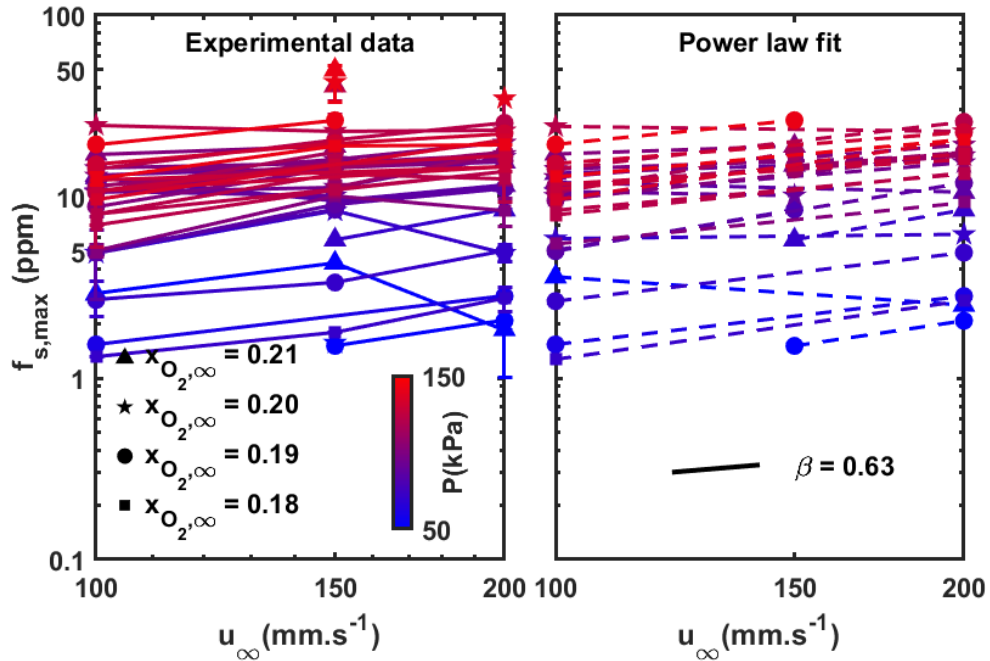 Experimental data
Power law fit
f_s,max (ppm)
100
50
10
5
1
0.5
0.1
x_O₂,∞ = 0.21
x_O₂,∞ = 0.20
x_O₂,∞ = 0.19
x_O₂,∞ = 0.18
150
P(kPa)
50
β = 0.63
100 150 200
100 150 200
u_∞(mm.s⁻¹)
u_∞(mm.s⁻¹)